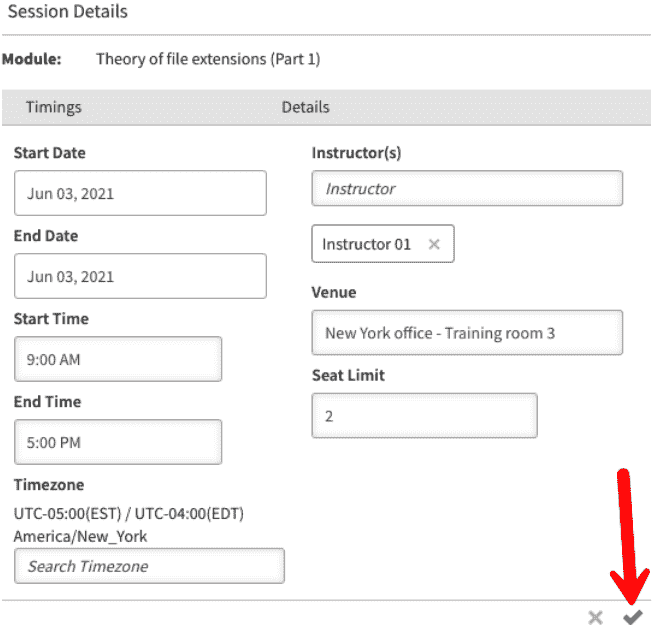 Session Details
Module: Theory of file extensions (Part 1)
Timings Details
Start Date
Jun 03, 2021
End Date
Jun 03, 2021
Start Time
9:00 AM
End Time
5:00 PM
Timezone
UTC-05:00(EST) / UTC-04:00(EDT)
America/New_York
Search Timezone
Instructor(s)
Instructor
Instructor 01
Venue
New York office - Training room 3
Seat Limit
2